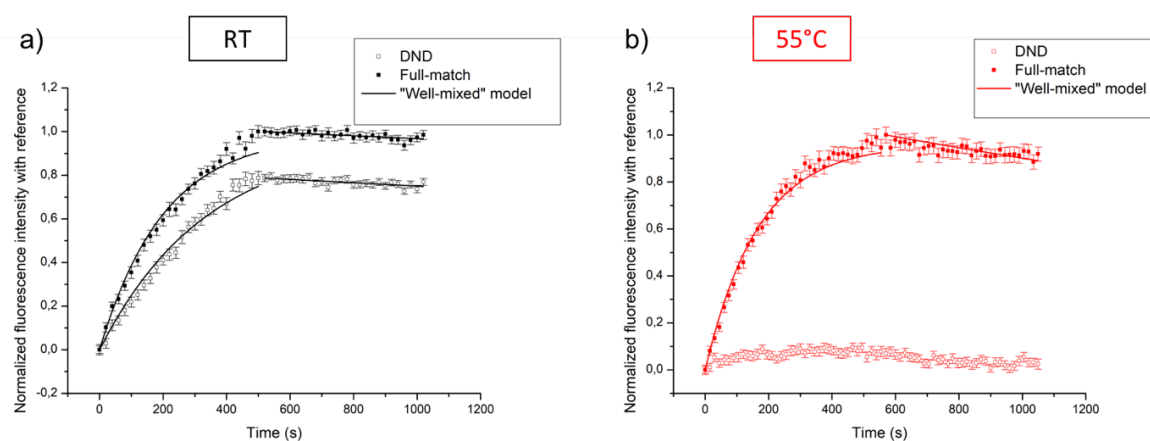 a)
RT
DND
Full-match
"Well-mixed" model
Normalized fluorescence intensity with reference
1,2
1,0
0,8
0,6
0,4
0,2
0,0
-0,2
0
200
400
600
800
1000
1200
Time (s)
b)
55°C
DND
Full-match
"Well-mixed" model
Normalized fluorescence intensity with reference
1,2
1,0
0,8
0,6
0,4
0,2
0,0
0
200
400
600
800
1000
1200
Time (s)